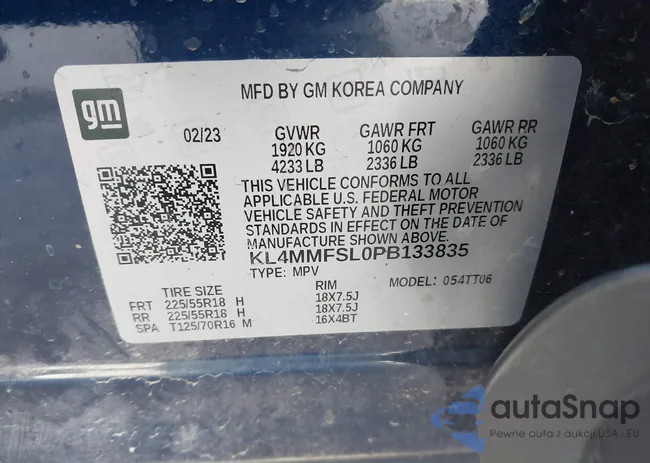 gm
MFD BY GM KOREA COMPANY
02/23 GVWR GAWR FRT GAWR RR
1920 KG 1060 KG 1060 KG
4233 LB 2336 LB 2336 LB
THIS VEHICLE CONFORMS TO ALL
APPLICABLE U.S. FEDERAL MOTOR
VEHICLE SAFETY AND THEFT PREVENTION
STANDARDS IN EFFECT ON THE DATE OF
MANUFACTURE SHOWN ABOVE.
KL4MMFSL0PB133835
TYPE: MPV MODEL: 054TT06
TIRE SIZE RIM
FRT 225/55R18 H 18X7.5J
RR 225/55R18 H 18X7.5J
SPA T125/70R16 M 16X4BT
autaSnap
Pewne auta z aukcji USA - EU